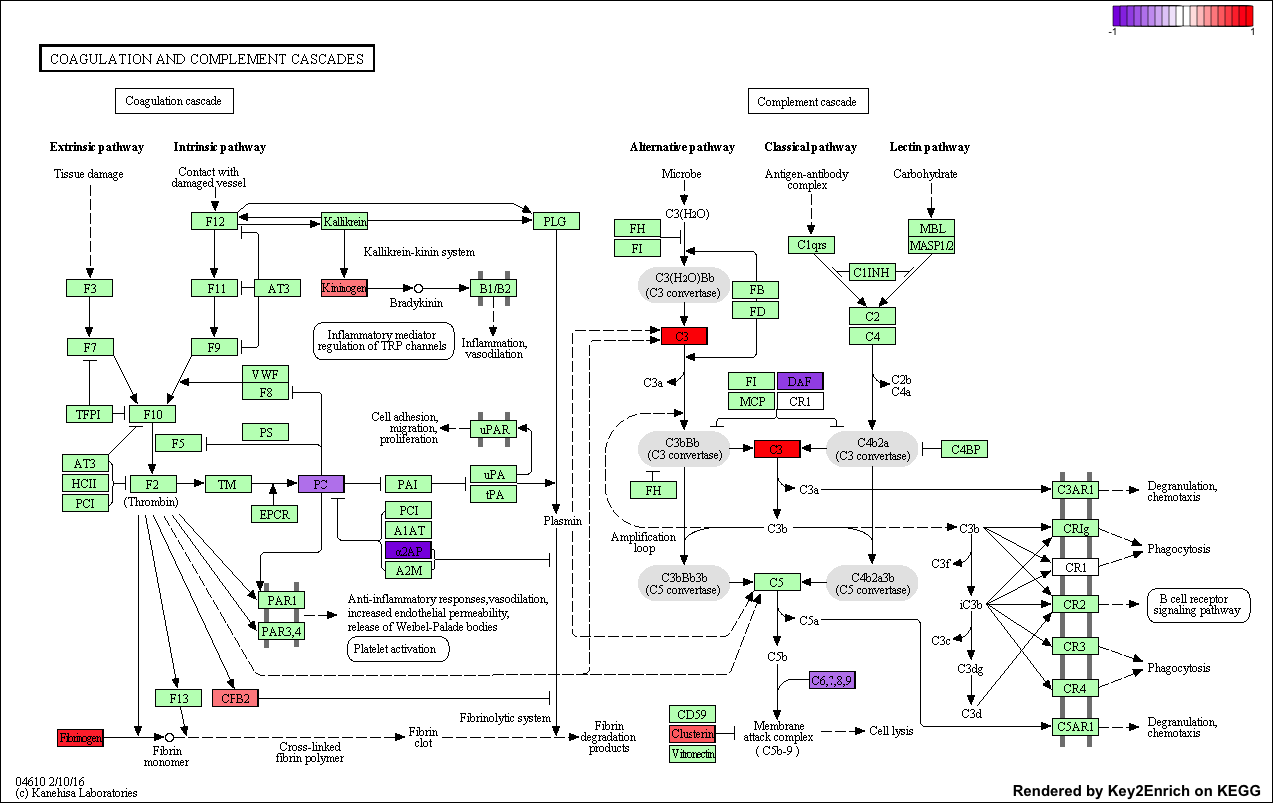 -1
1
COAGULATION AND COMPLEMENT CASCADES
Coagulation cascade
Complement cascade
Extrinsic pathway
Intrinsic pathway
Alternative pathway
Classical pathway
Lectin pathway
Tissue damage
Contact with
damaged vessel
Microbe
Antigen-antibody
complex
Carbohydrate
F12
Kallikrein
PLG
C3(H2O)
FH
FI
C1qrs
MBL
MASP1/2
Kallikrein-kinin system
C1INH
F3
F11
AT3
Kininogen
Bradykinin
B1/B2
C3(H2O)Bb
(C3 convertase)
FB
FD
C2
C4
Inflammatory mediator
regulation of TRP channels
Inflammation,
vasodilation
F7
F9
C3
VWF
F8
C3a
FI
DAF
MCP
CR1
C2b
C4a
TFPI
F10
Cell adhesion,
migration,
proliferation
uPAR
F5
PS
C3bBb
(C3 convertase)
C3
C4b2a
(C3 convertase)
C4BP
AT3
HCII
PCI
F2
(Thrombin)
TM
EPCR
PC
PAI
uPA
tPA
FH
C3a
C3AR1
Degranulation,
chemotaxis
PCI
A1AT
α2AP
A2M
Plasmin
Amplification
loop
C3b
C3b
CRIg
Phagocytosis
C3f
CR1
C3bBb3b
(C5 convertase)
C5
C4b2a3b
(C5 convertase)
PAR1
PAR3,4
Anti-inflammatory responses,vasodilation,
increased endothelial permeability,
release of Weibel-Palade bodies
Platelet activation
iC3b
CR2
B cell receptor
signaling pathway
C5a
C3c
CR3
C5b
C3dg
Phagocytosis
C6,7,8,9
CR4
F13
CFB2
C3d
Fibrinolytic system
CD59
Clusterin
Vitronectin
Membrane
attack complex
( C5b-9 )
Cell lysis
C5AR1
Degranulation,
chemotaxis
Fibrinogen
Fibrin
monomer
Cross-linked
fibrin polymer
Fibrin
clot
Fibrin
degradation
products
04610 2/10/16
(c) Kanehisa Laboratories
Rendered by Key2Enrich on KEGG